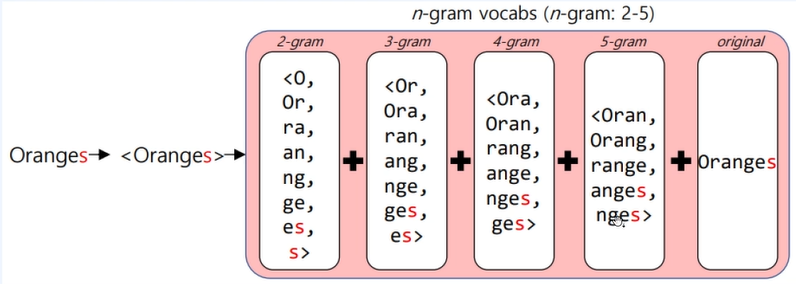 n-gram vocabs (n-gram: 2-5)
2-gram
3-gram
4-gram
5-gram
original
Oranges
<Oranges>
<O,
Or,
ra,
an,
ng,
ge,
es,
s>
+
<Or,
Ora,
ran,
ang,
nge,
ges,
es>
+
<Ora,
Oran,
rang,
ange,
nges,
ges>
+
<Oran,
Orang,
range,
anges,
nges>
+
Oranges